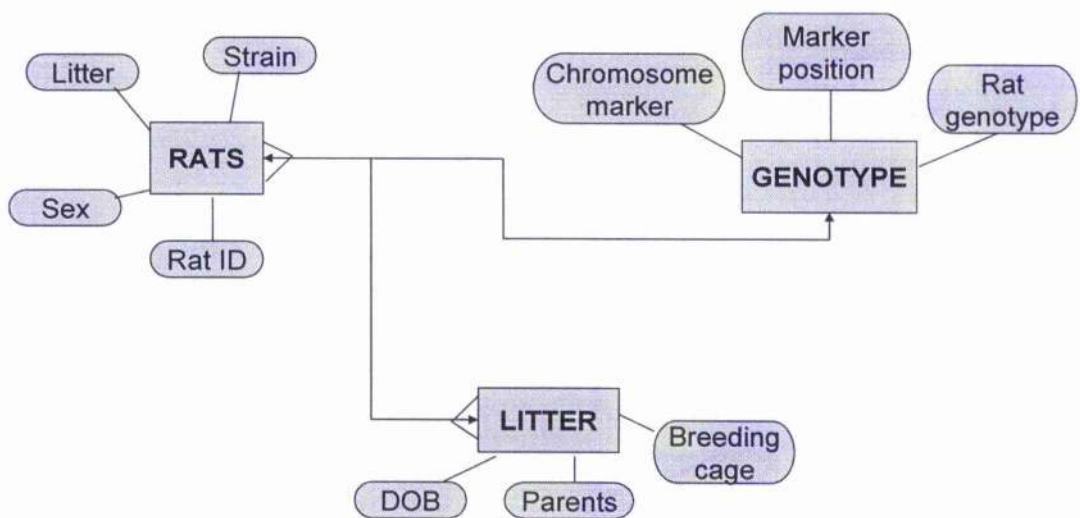 Litter
Strain
RATS
Sex
Rat ID
Chromosome
marker
Marker
position
Rat
genotype
GENOTYPE
LITTER
DOB
Parents
Breeding
cage